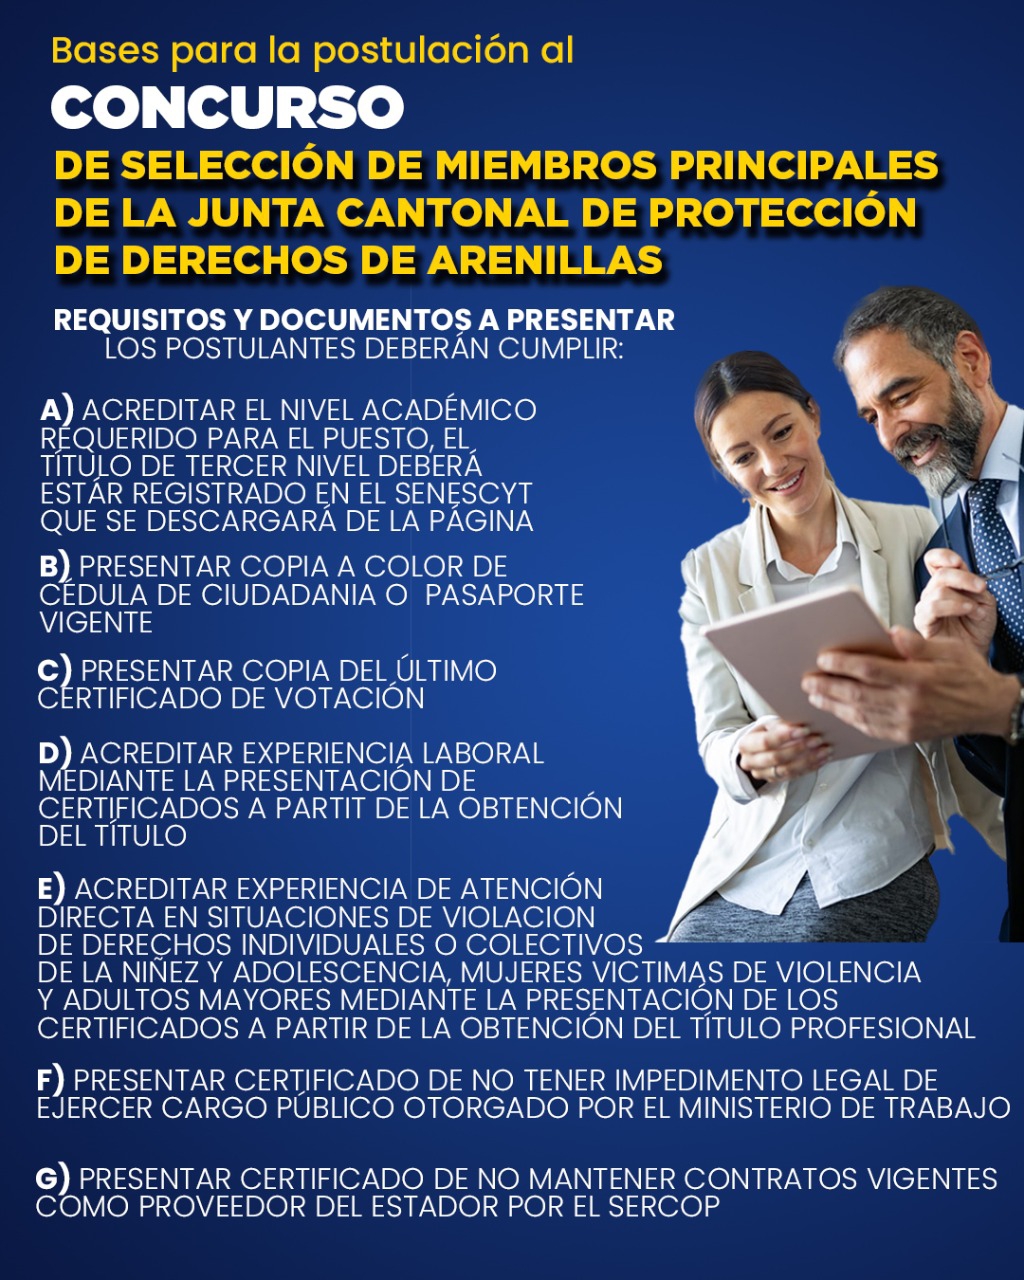 Bases para la postulación al
CONCURSO
DE SELECCIÓN DE MIEMBROS PRINCIPALES
DE LA JUNTA CANTONAL DE PROTECCIÓN
DE DERECHOS DE ARENILLAS
REQUISITOS Y DOCUMENTOS A PRESENTAR
LOS POSTULANTES DEBERÁN CUMPLIR:
A) ACREDITAR EL NIVEL ACADÉMICO
REQUERIDO PARA EL PUESTO, EL
TÍTULO DE TERCER NIVEL DEBERÁ
ESTAR REGISTRADO EN EL SENESCYT
QUE SE DESCARGARÁ DE LA PÁGINA
B) PRESENTAR COPIA A COLOR DE
CÉDULA DE CIUDADANIA O  PASAPORTE
VIGENTE
C) PRESENTAR COPIA DEL ÚLTIMO
CERTIFICADO DE VOTACIÓN
D) ACREDITAR EXPERIENCIA LABORAL
MEDIANTE LA PRESENTACIÓN DE
CERTIFICADOS A PARTIT DE LA OBTENCIÓN
DEL TÍTULO
E) ACREDITAR EXPERIENCIA DE ATENCIÓN
DIRECTA EN SITUACIONES DE VIOLACION
DE DERECHOS INDIVIDUALES O COLECTIVOS
DE LA NIÑEZ Y ADOLESCENCIA, MUJERES VICTIMAS DE VIOLENCIA
Y ADULTOS MAYORES MEDIANTE LA PRESENTACIÓN DE LOS
CERTIFICADOS A PARTIR DE LA OBTENCIÓN DEL TÍTULO PROFESIONAL
F) PRESENTAR CERTIFICADO DE NO TENER IMPEDIMENTO LEGAL DE
EJERCER CARGO PÚBLICO OTORGADO POR EL MINISTERIO DE TRABAJO
G) PRESENTAR CERTIFICADO DE NO MANTENER CONTRATOS VIGENTES
COMO PROVEEDOR DEL ESTADOR POR EL SERCOP